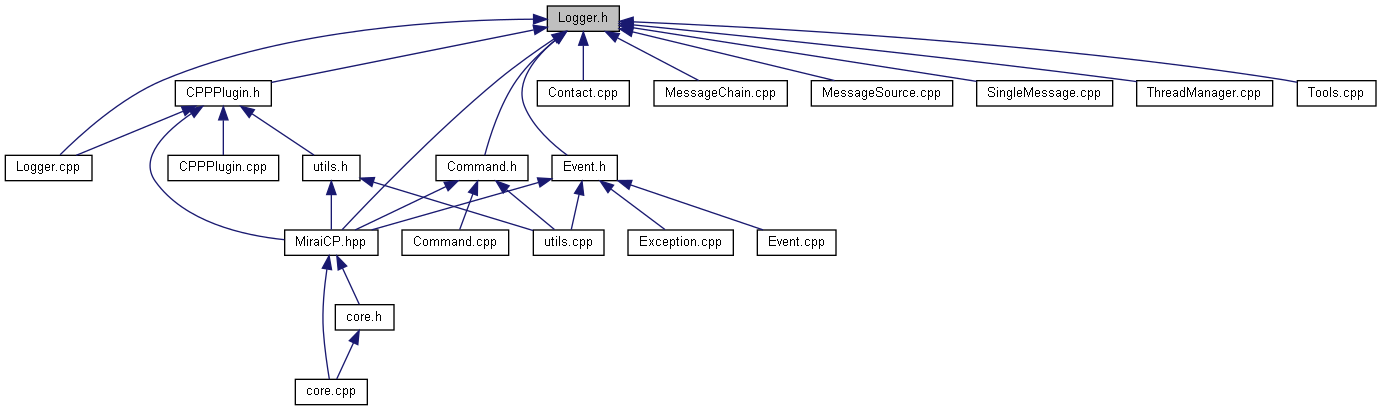 Logger.h
CPPPlugin.h
Contact.cpp
MessageChain.cpp
MessageSource.cpp
SingleMessage.cpp
ThreadManager.cpp
Tools.cpp
Logger.cpp
CPPPlugin.cpp
utils.h
Command.h
Event.h
MiraiCP.hpp
Command.cpp
utils.cpp
Exception.cpp
Event.cpp
core.h
core.cpp